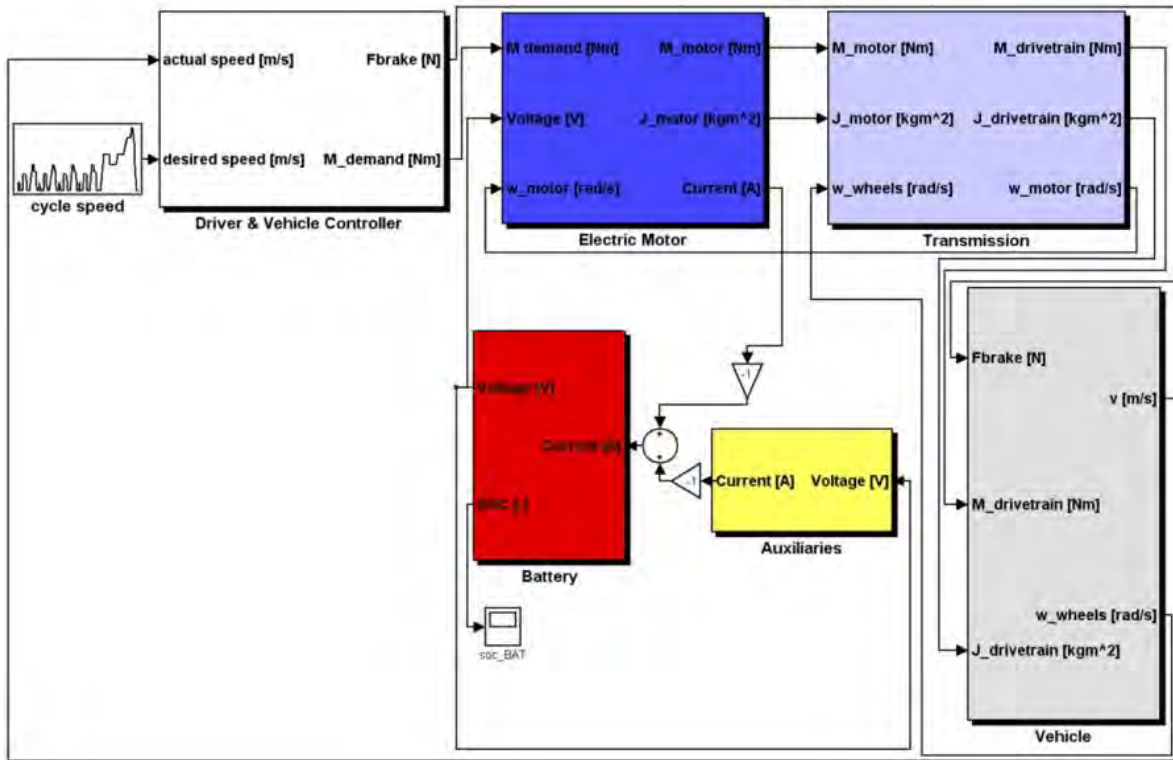 actual speed [m/s]
Fbrake [N]
desired speed [m/s]
M_demand [Nm]
cycle speed
Driver & Vehicle Controller
M demand [Nm]
M_motor [Nm]
Voltage [V]
J_motor [kgm^2]
w_motor [rad/s]
Current [A]
Electric Motor
M_motor [Nm]
M_drivetrain [Nm]
J_motor [kgm^2]
J_drivetrain [kgm^2]
w_wheels [rad/s]
w_motor [rad/s]
Transmission
Voltage [V]
Current [A]
SOC [-]
Battery
soc_BAT
-1
+
+
-1
Current [A]
Voltage [V]
Auxiliaries
Fbrake [N]
v [m/s]
M_drivetrain [Nm]
w_wheels [rad/s]
J_drivetrain [kgm^2]
Vehicle